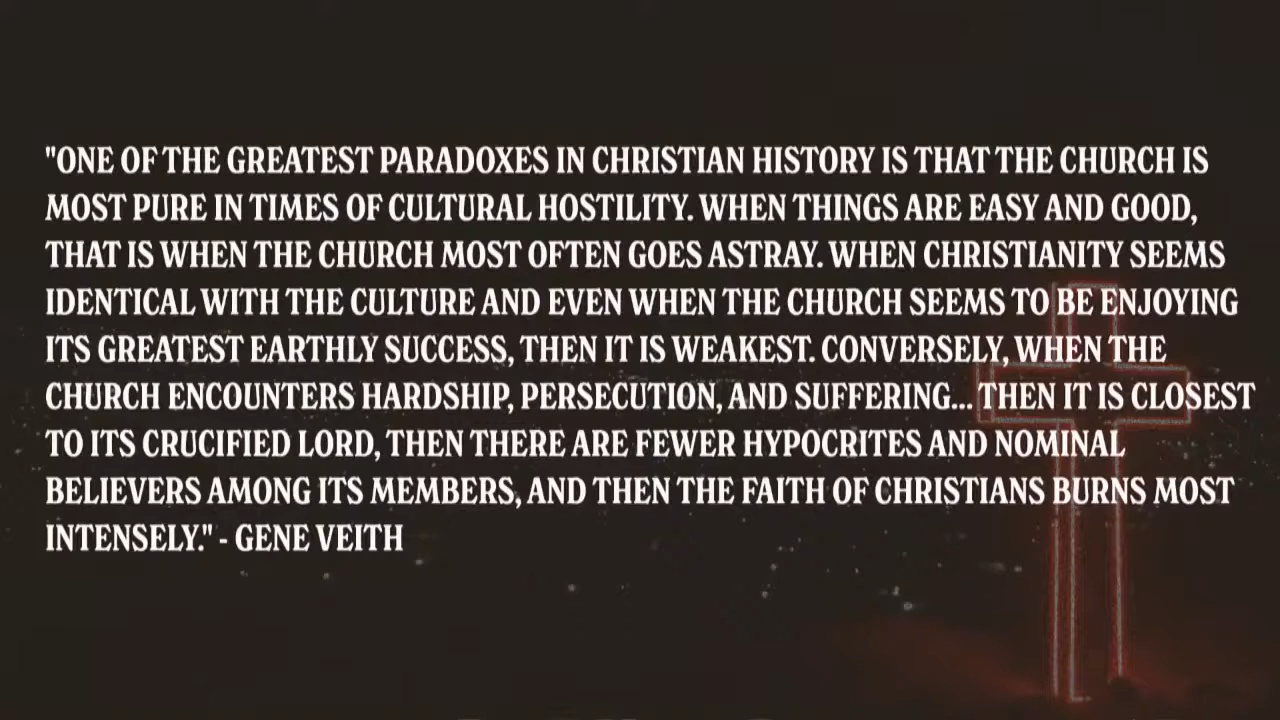 "ONE OF THE GREATEST PARADOXES IN CHRISTIAN HISTORY IS THAT THE CHURCH IS
MOST PURE IN TIMES OF CULTURAL HOSTILITY. WHEN THINGS ARE EASY AND GOOD,
THAT IS WHEN THE CHURCH MOST OFTEN GOES ASTRAY. WHEN CHRISTIANITY SEEMS
IDENTICAL WITH THE CULTURE AND EVEN WHEN THE CHURCH SEEMS TO BE ENJOYING
ITS GREATEST EARTHLY SUCCESS, THEN IT IS WEAKEST. CONVERSELY, WHEN THE
CHURCH ENCOUNTERS HARDSHIP, PERSECUTION, AND SUFFERING... THEN IT IS CLOSEST
TO ITS CRUCIFIED LORD, THEN THERE ARE FEWER HYPOCRITES AND NOMINAL
BELIEVERS AMONG ITS MEMBERS, AND THEN THE FAITH OF CHRISTIANS BURNS MOST
INTENSELY." - GENE VEITH